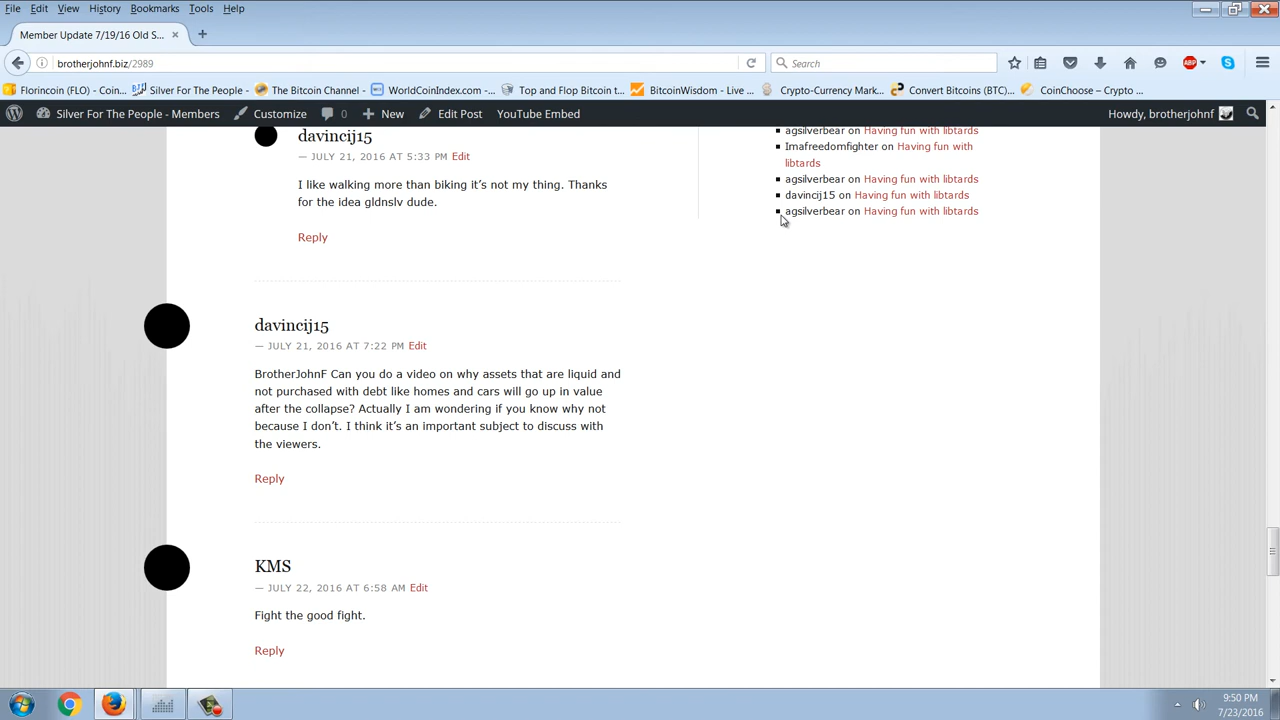 File Edit View History Bookmarks Tools Help
Member Update 7/19/16 Old S...
brotherjohnf.biz/2989
Search
ABP
Florincoin (FLO) - Coin... Silver For The People - ... The Bitcoin Channel - ... WorldCoinIndex.com -... Top and Flop Bitcoin t... BitcoinWisdom - Live ... Crypto-Currency Mark... Convert Bitcoins (BTC)... CoinChoose – Crypto ...
Silver For The People - Members Customize 0 New Edit Post YouTube Embed Howdy, brotherjohnf
davincij15
— JULY 21, 2016 AT 5:33 PM Edit
I like walking more than biking it's not my thing. Thanks
for the idea gldnslv dude.
Reply
davincij15
— JULY 21, 2016 AT 7:22 PM Edit
BrotherJohnF Can you do a video on why assets that are liquid and
not purchased with debt like homes and cars will go up in value
after the collapse? Actually I am wondering if you know why not
because I don't. I think it's an important subject to discuss with
the viewers.
Reply
KMS
— JULY 22, 2016 AT 6:58 AM Edit
Fight the good fight.
Reply
agsilverbear on Having fun with libtards
Imafreedomfighter on Having fun with
libtards
agsilverbear on Having fun with libtards
davincij15 on Having fun with libtards
agsilverbear on Having fun with libtards
9:50 PM
7/23/2016